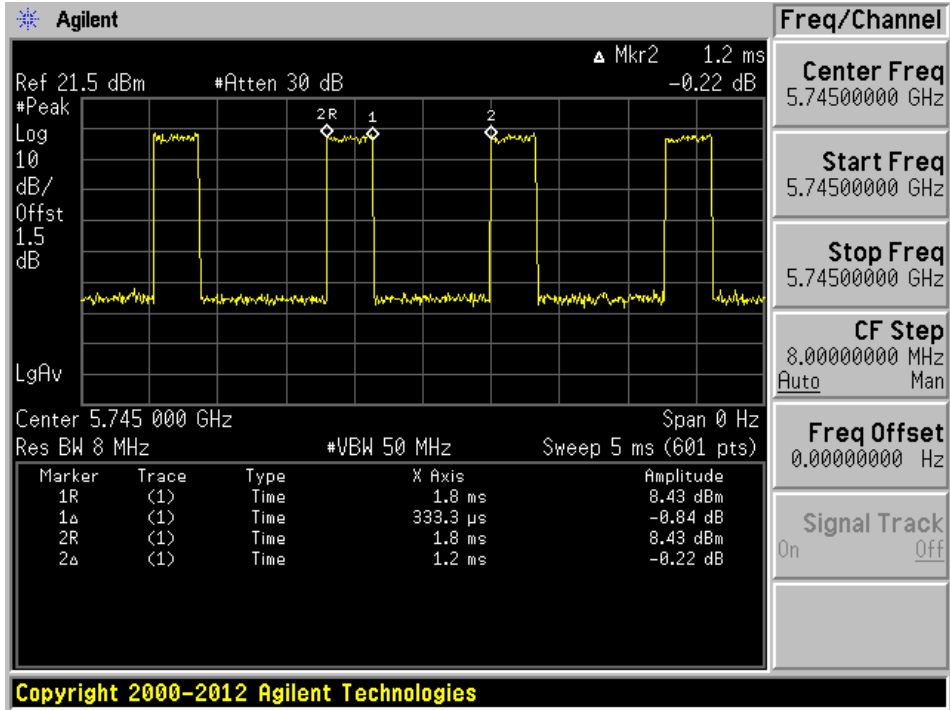 Agilent
Freq/Channel
Δ Mkr2 1.2 ms
Ref 21.5 dBm #Atten 30 dB -0.22 dB
#Peak
Log
10
dB/
Offst
1.5
dB
LgAv
2R 1 2
Center 5.745 000 GHz Span 0 Hz
Res BW 8 MHz #VBW 50 MHz Sweep 5 ms (601 pts)
Marker Trace Type X Axis Amplitude
1R (1) Time 1.8 ms 8.43 dBm
1Δ (1) Time 333.3 µs -0.84 dB
2R (1) Time 1.8 ms 8.43 dBm
2Δ (1) Time 1.2 ms -0.22 dB
Center Freq
5.74500000 GHz
Start Freq
5.74500000 GHz
Stop Freq
5.74500000 GHz
CF Step
8.00000000 MHz
Auto Man
Freq Offset
0.00000000 Hz
Signal Track
On Off
Copyright 2000-2012 Agilent Technologies